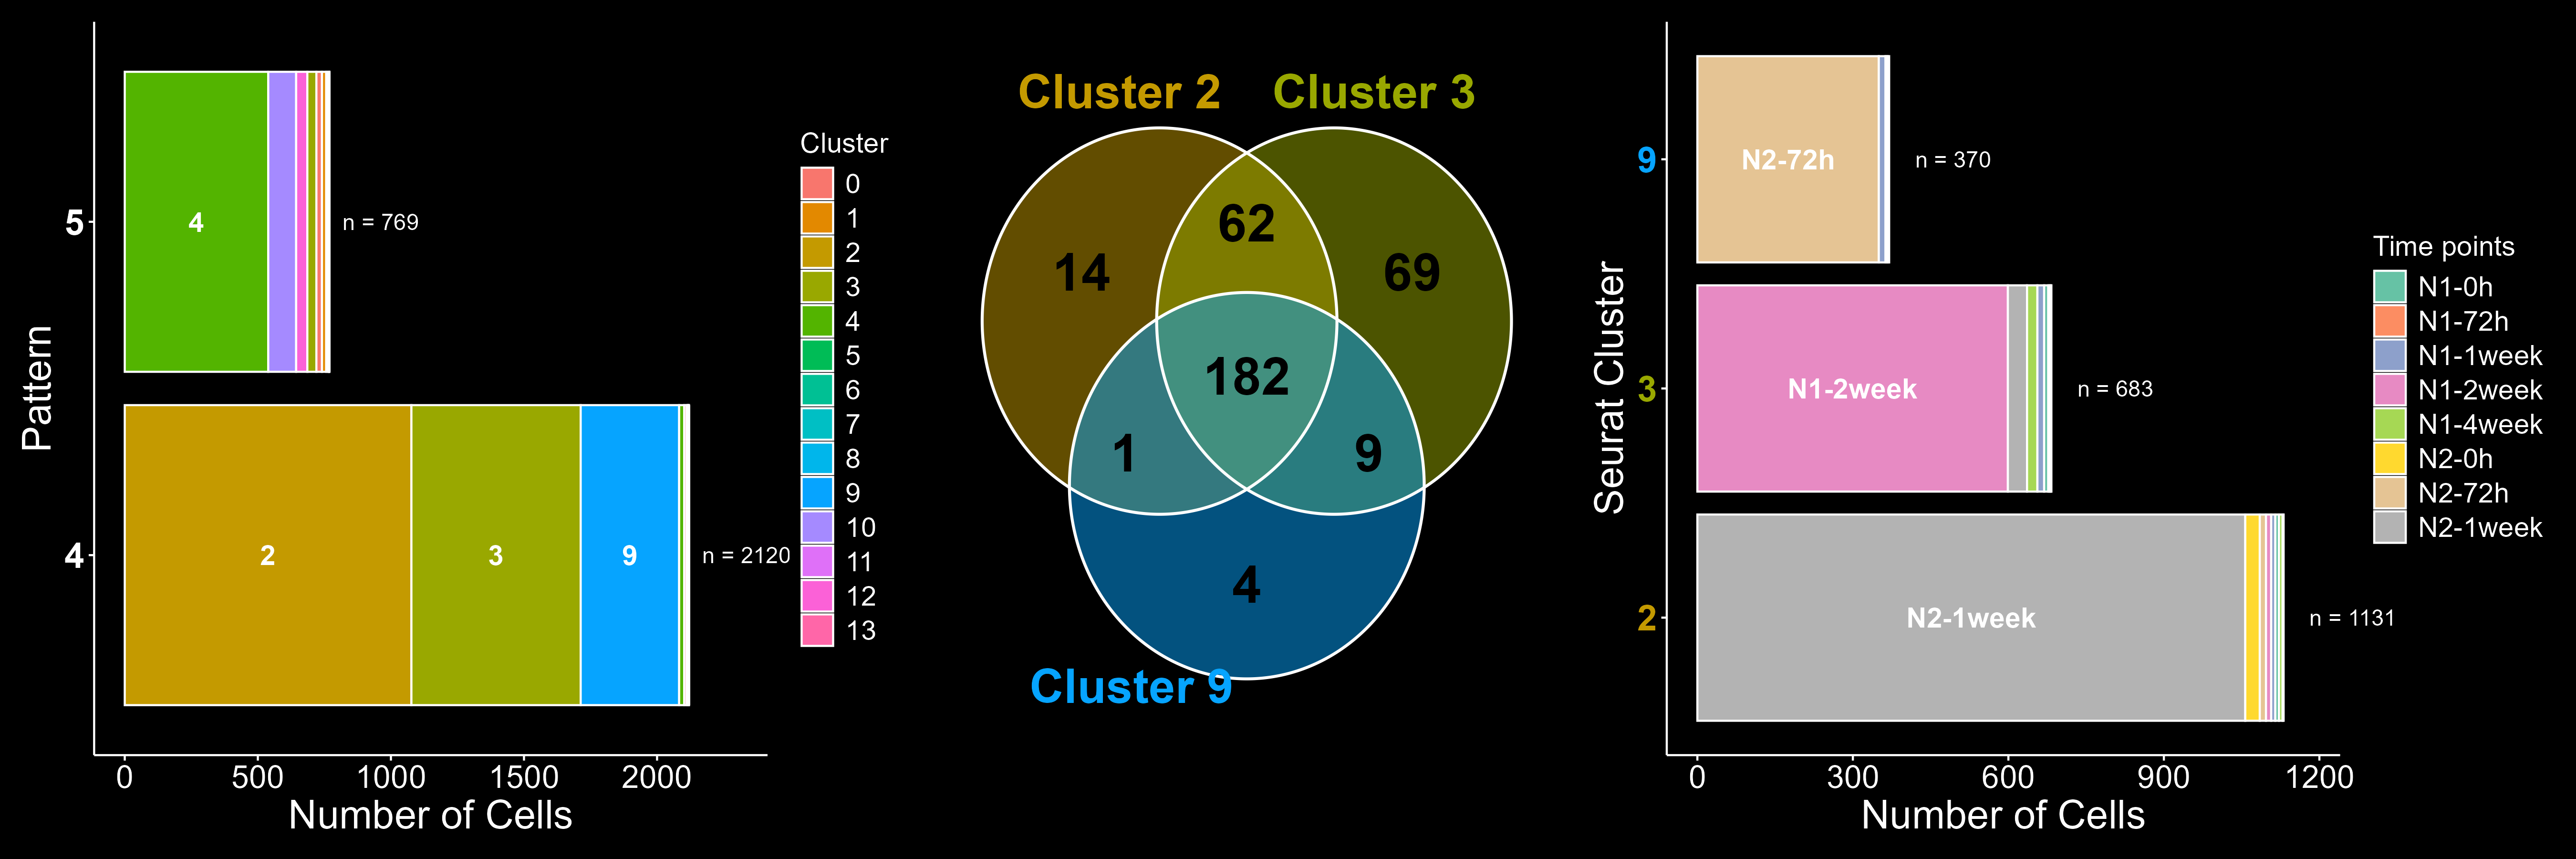 Pattern
5
4
4
n = 769
2
3
9
n = 2120
0
500
1000
1500
2000
Number of Cells
Cluster
0
1
2
3
4
5
6
7
8
9
10
11
12
13
Cluster 2
Cluster 3
14
62
69
182
1
9
4
Cluster 9
Seurat Cluster
9
N2-72h
n = 370
3
N1-2week
n = 683
2
N2-1week
n = 1131
0
300
600
900
1200
Number of Cells
Time points
N1-0h
N1-72h
N1-1week
N1-2week
N1-4week
N2-0h
N2-72h
N2-1week